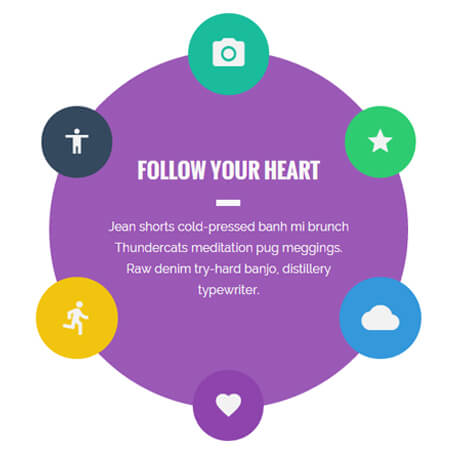 FOLLOW YOUR HEART
Jean shorts cold-pressed banh mi brunch
Thundercats meditation pug meggings.
Raw denim try-hard banjo, distillery
typewriter.